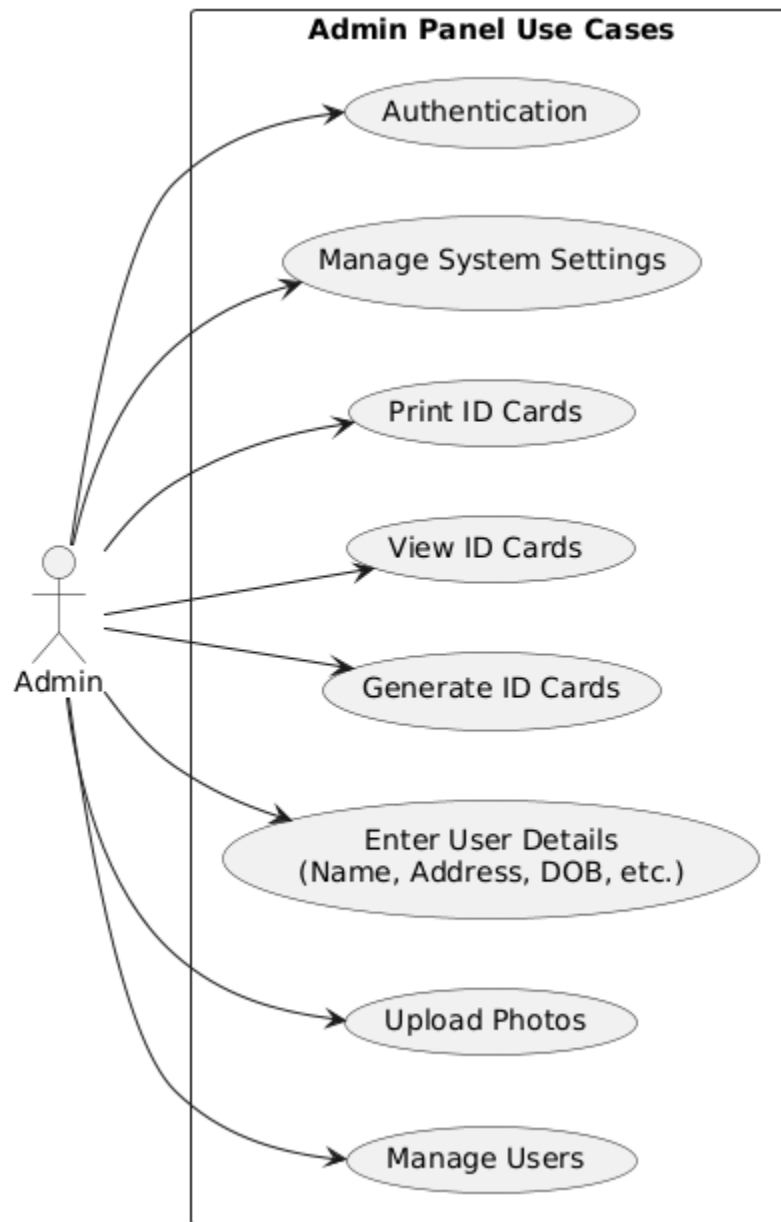 Admin Panel Use Cases
Authentication
Manage System Settings
Print ID Cards
View ID Cards
Generate ID Cards
Admin
Enter User Details
(Name, Address, DOB, etc.)
Upload Photos
Manage Users